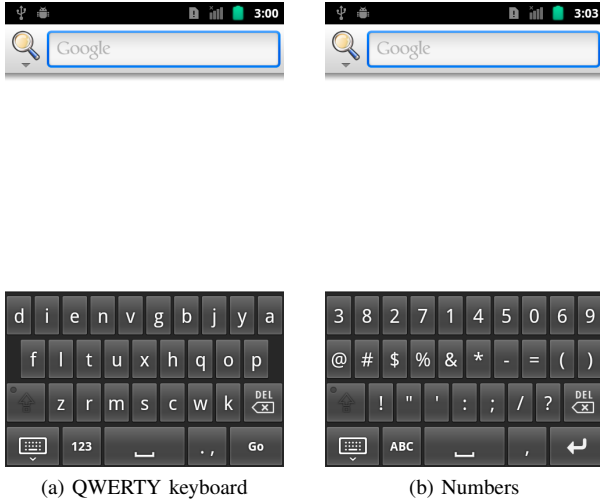 3:00 3:03
Google Google
d i e n v g b j y a
3 8 2 7 1 4 5 0 6 9
f l t u x h q o p
@ # $ % & * - = ( )
z r m s c w k DEL
! " ' : ; / ? DEL
123 . , Go
ABC ,
(a) QWERTY keyboard (b) Numbers